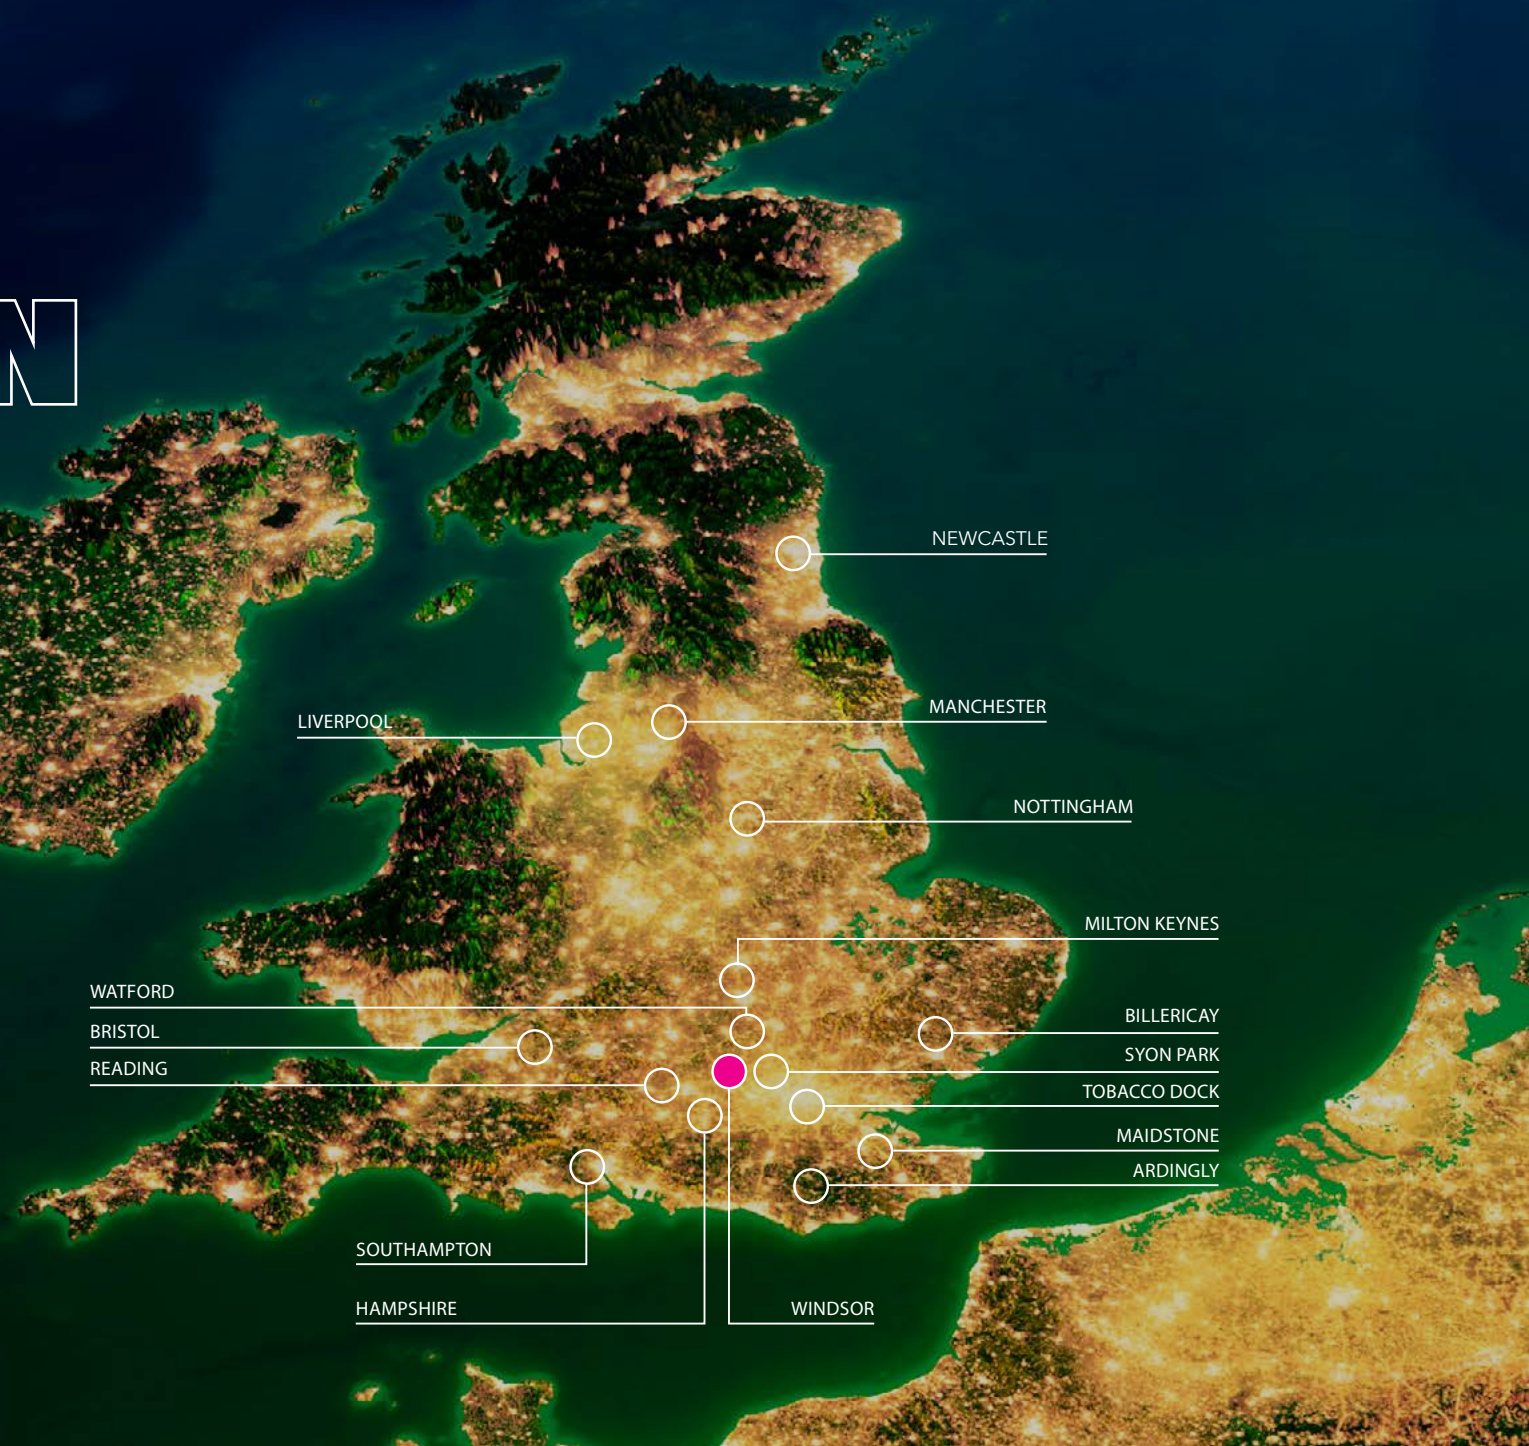 N
NEWCASTLE
MANCHESTER
LIVERPOOL
NOTTINGHAM
MILTON KEYNES
WATFORD
BILLERICAY
BRISTOL
SYON PARK
READING
TOBACCO DOCK
MAIDSTONE
ARDINGLY
SOUTHAMPTON
HAMPSHIRE
WINDSOR